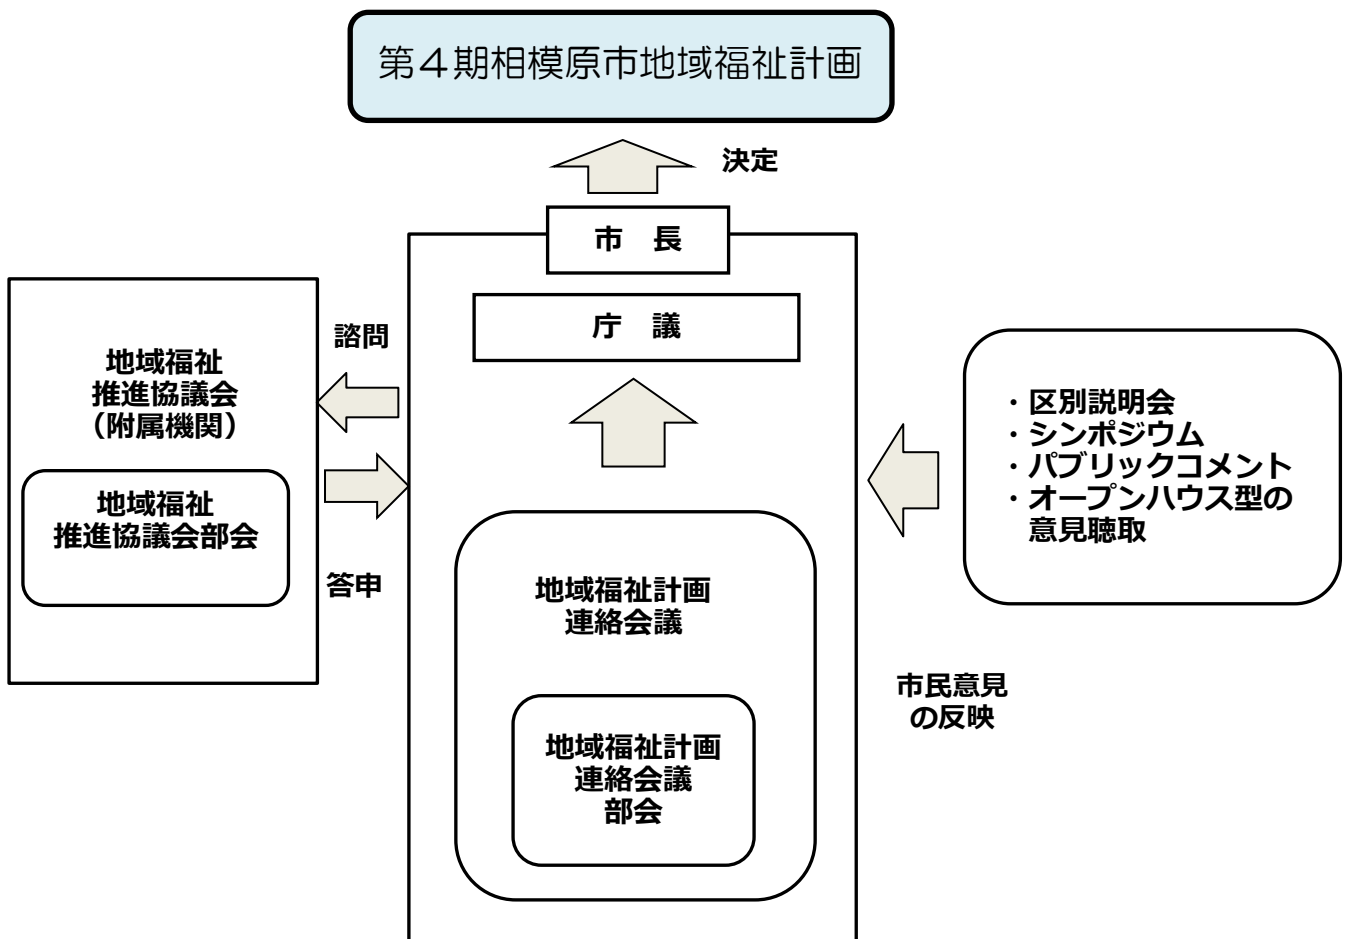 第４期相模原市地域福祉計画
決定
市　長
庁　議
諮問
地域福祉
推進協議会
（附属機関）
地域福祉
推進協議会部会
答申
地域福祉計画
連絡会議
地域福祉計画
連絡会議
部会
・区別説明会
・シンポジウム
・パブリックコメント
・オープンハウス型の
意見聴取
市民意見
の反映